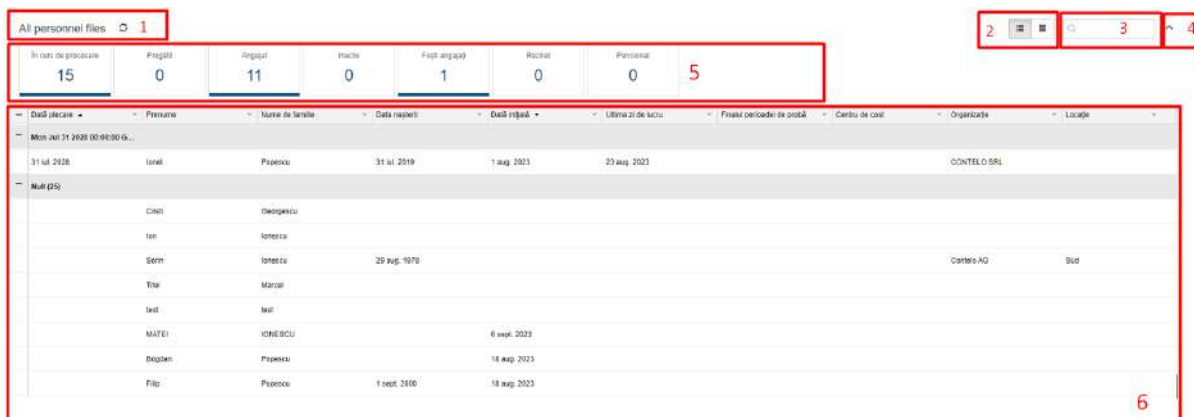 All personnel files 1
2 3 4
În curs de procesare Pregătit Angajat Inactiv Foști angajați Pensionat
15 0 11 0 1 0 0 5
Dată plecare Prenume Nume de familie Data nașterii Dată inițială Ultima zi de lucru Finalul perioadei de probă Centru de cost Organizație Locație
Mon Jul 31 2028 00:00:00 G...
31 iul. 2028 Ionel Popescu 31 iul. 2019 1 aug. 2023 23 aug. 2023 CONTELO SRL
Null (25)
Cristi Georgescu
Ion Ionescu
Sorin Ionescu 29 aug. 1978 Contelo AG Süd
Titel Marcel
test test
MATEI IONESCU 6 sept. 2023
Bogdan Popescu 18 aug. 2023
Filip Popescu 1 sept. 2000 18 aug. 2023
6